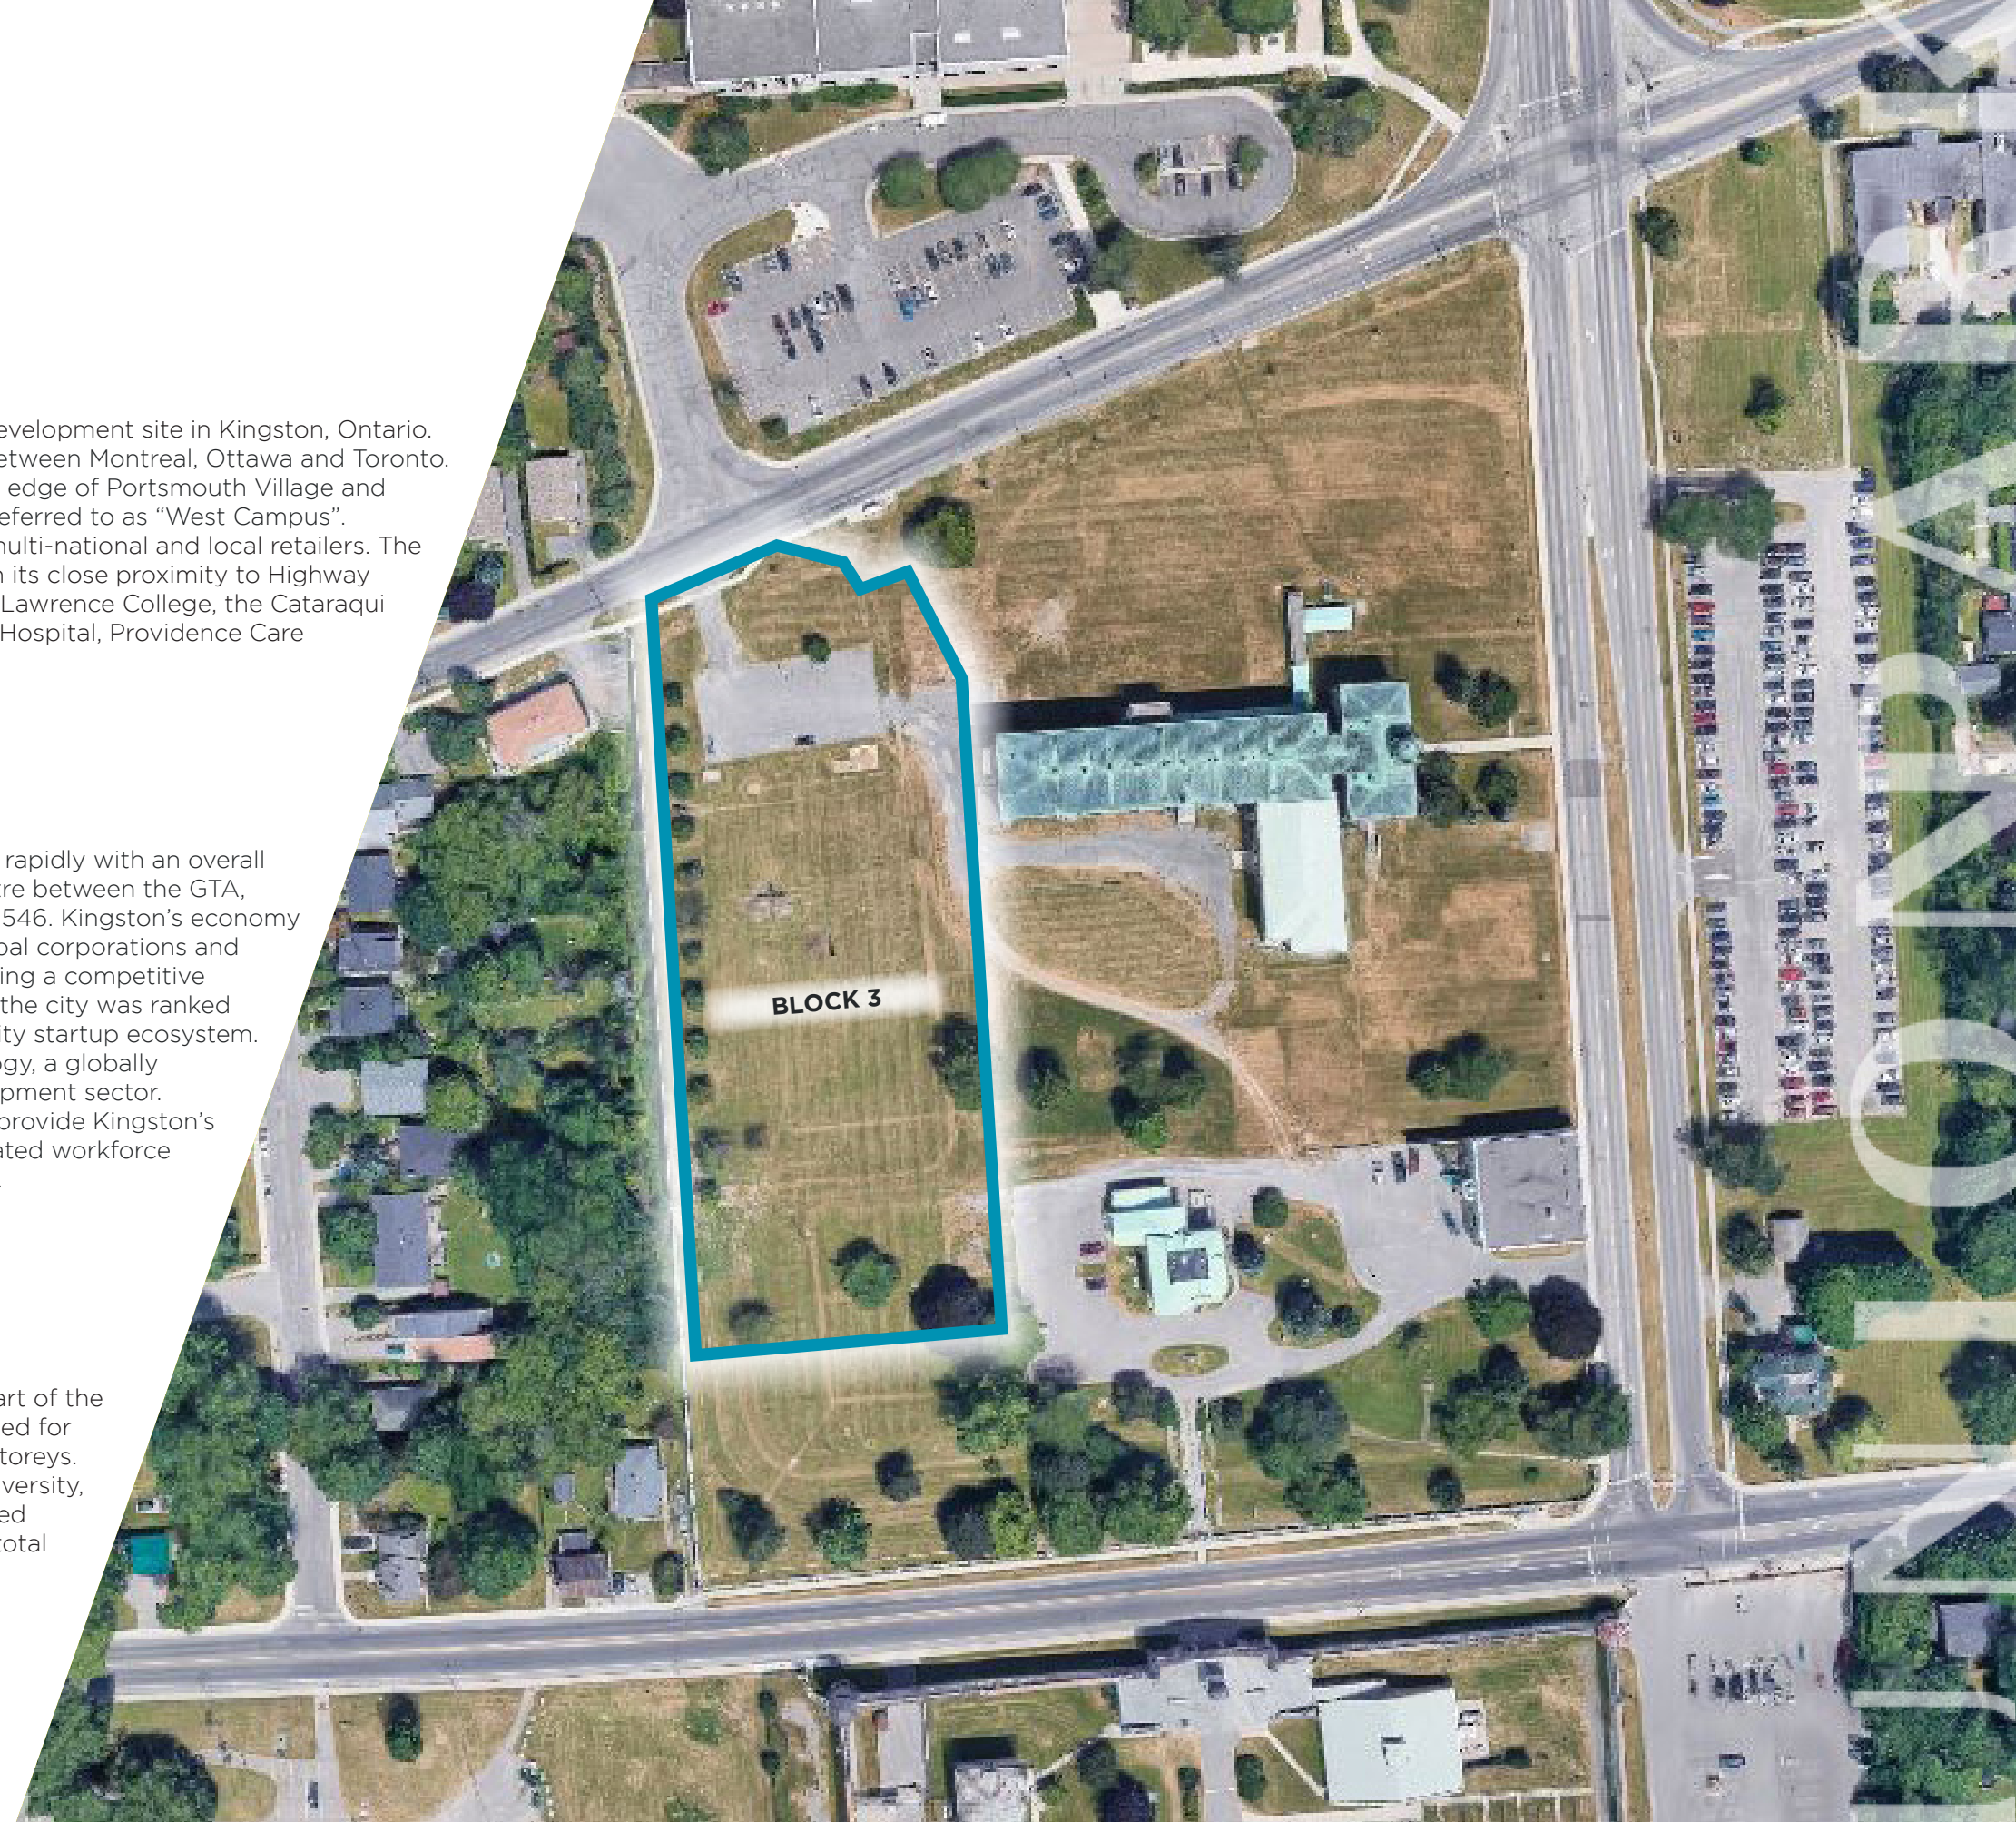 evelopment site in Kingston, Ontario.
etween Montreal, Ottawa and Toronto.
edge of Portsmouth Village and
eferred to as “West Campus”.
nulti-national and local retailers. The
n its close proximity to Highway
Lawrence College, the Cataraqui
Hospital, Providence Care
rapidly with an overall
tre between the GTA,
546. Kingston’s economy
bal corporations and
ing a competitive
the city was ranked
ity startup ecosystem.
ogy, a globally
pment sector.
provide Kingston’s
ated workforce
.
art of the
ed for
toreys.
versity,
ed
total
BLOCK 3
UNION PARK